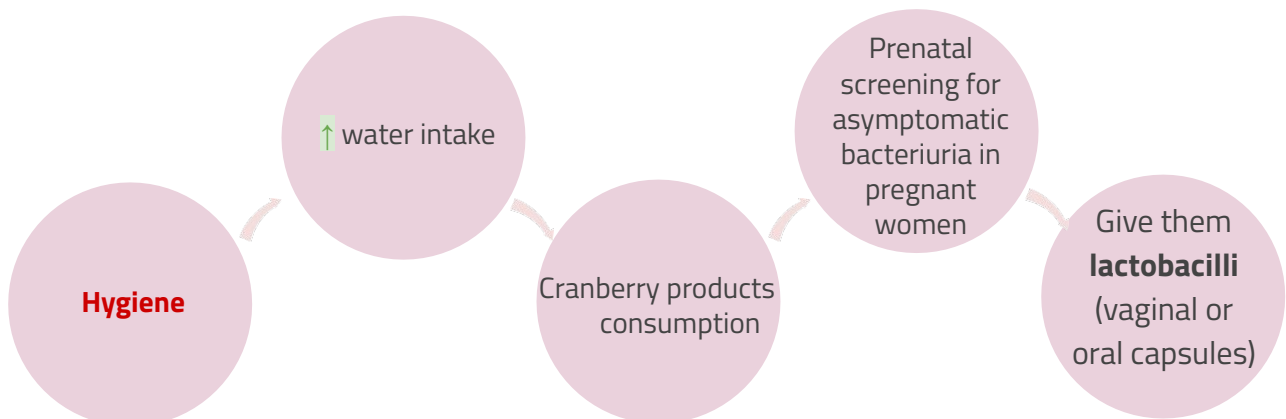 Hygiene
↑ water intake
Cranberry products
consumption
Prenatal
screening for
asymptomatic
bacteriuria in
pregnant
women
Give them
lactobacilli
(vaginal or
oral capsules)